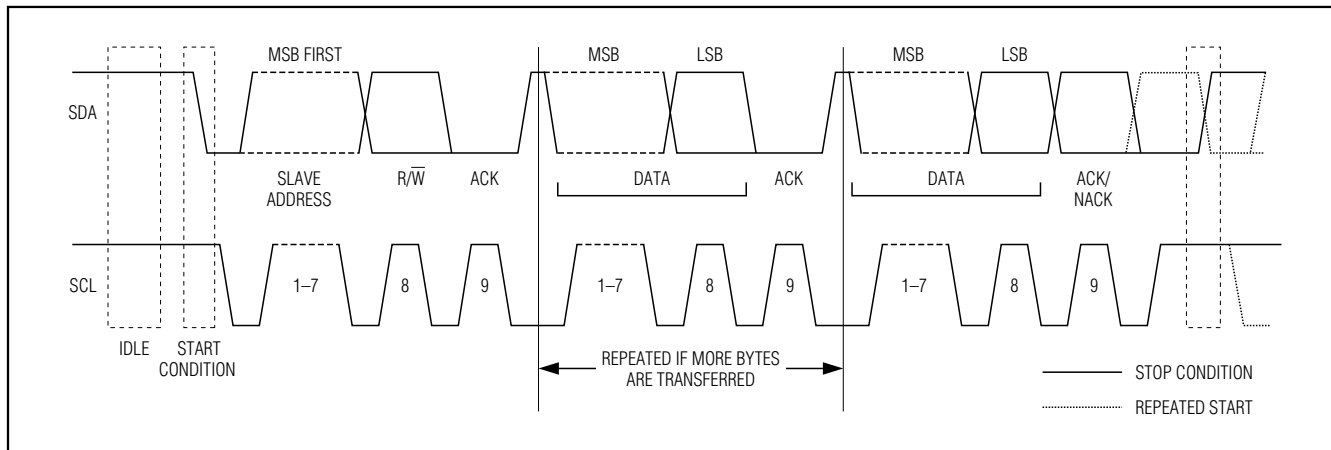 MSB FIRST
MSB
LSB
MSB
LSB
SDA
SLAVE
ADDRESS
R/W̅
ACK
DATA
ACK
DATA
ACK/
NACK
SCL
1–7
8
9
1–7
8
9
1–7
8
9
IDLE
START
CONDITION
REPEATED IF MORE BYTES
ARE TRANSFERRED
STOP CONDITION
REPEATED START